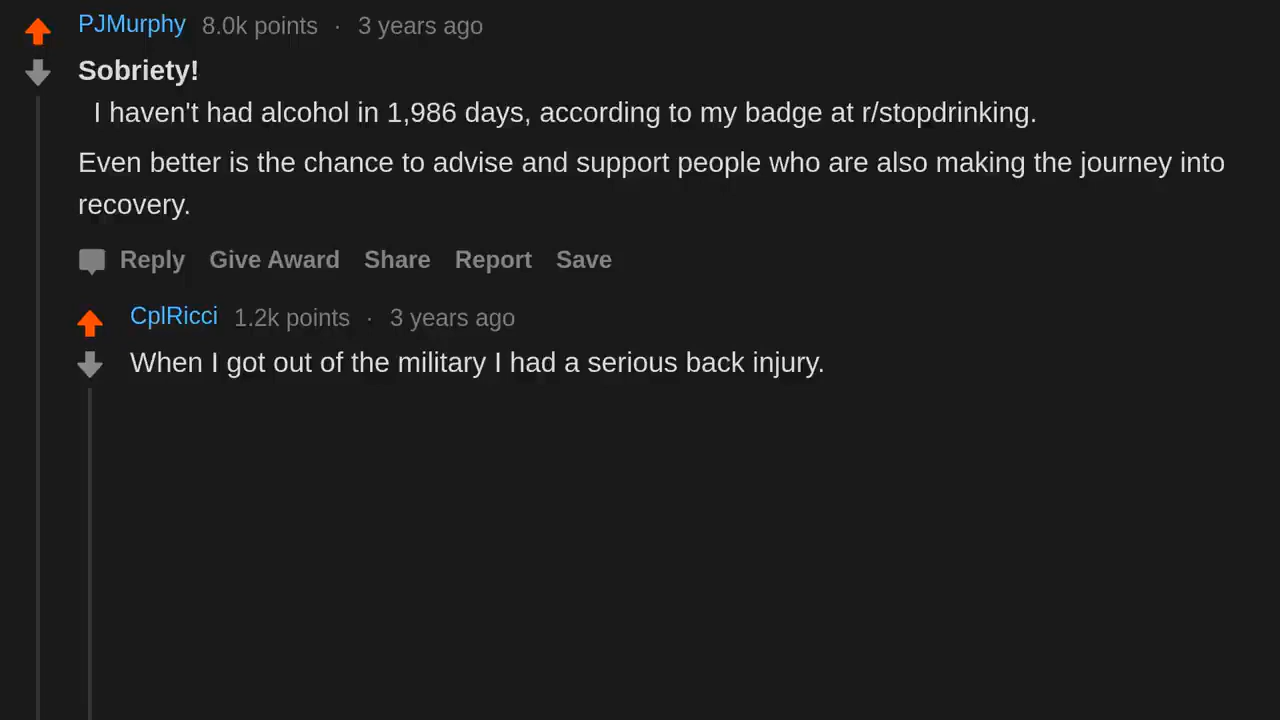 PJMurphy 8.0k points · 3 years ago
Sobriety!
I haven't had alcohol in 1,986 days, according to my badge at r/stopdrinking.
Even better is the chance to advise and support people who are also making the journey into
recovery.
Reply Give Award Share Report Save
CplRicci 1.2k points · 3 years ago
When I got out of the military I had a serious back injury.